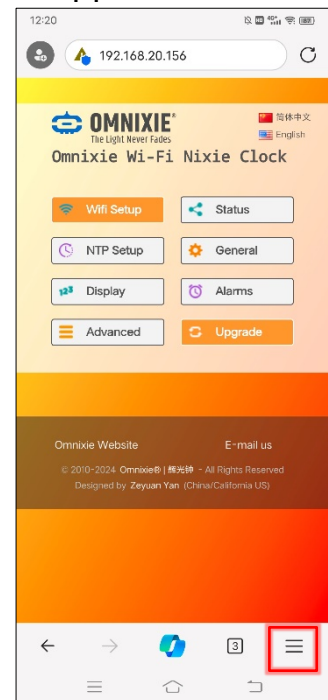 12:20
192.168.20.156
OMNIXIE®
The Light Never Fades
简体中文
English
Omnixie Wi-Fi Nixie Clock
Wifi Setup
Status
NTP Setup
General
123 Display
Alarms
Advanced
Upgrade
Omnixie Website
E-mail us
© 2010-2024 Omnixie® | 辉光钟 - All Rights Reserved
Designed by Zeyuan Yan (China/California US)
3